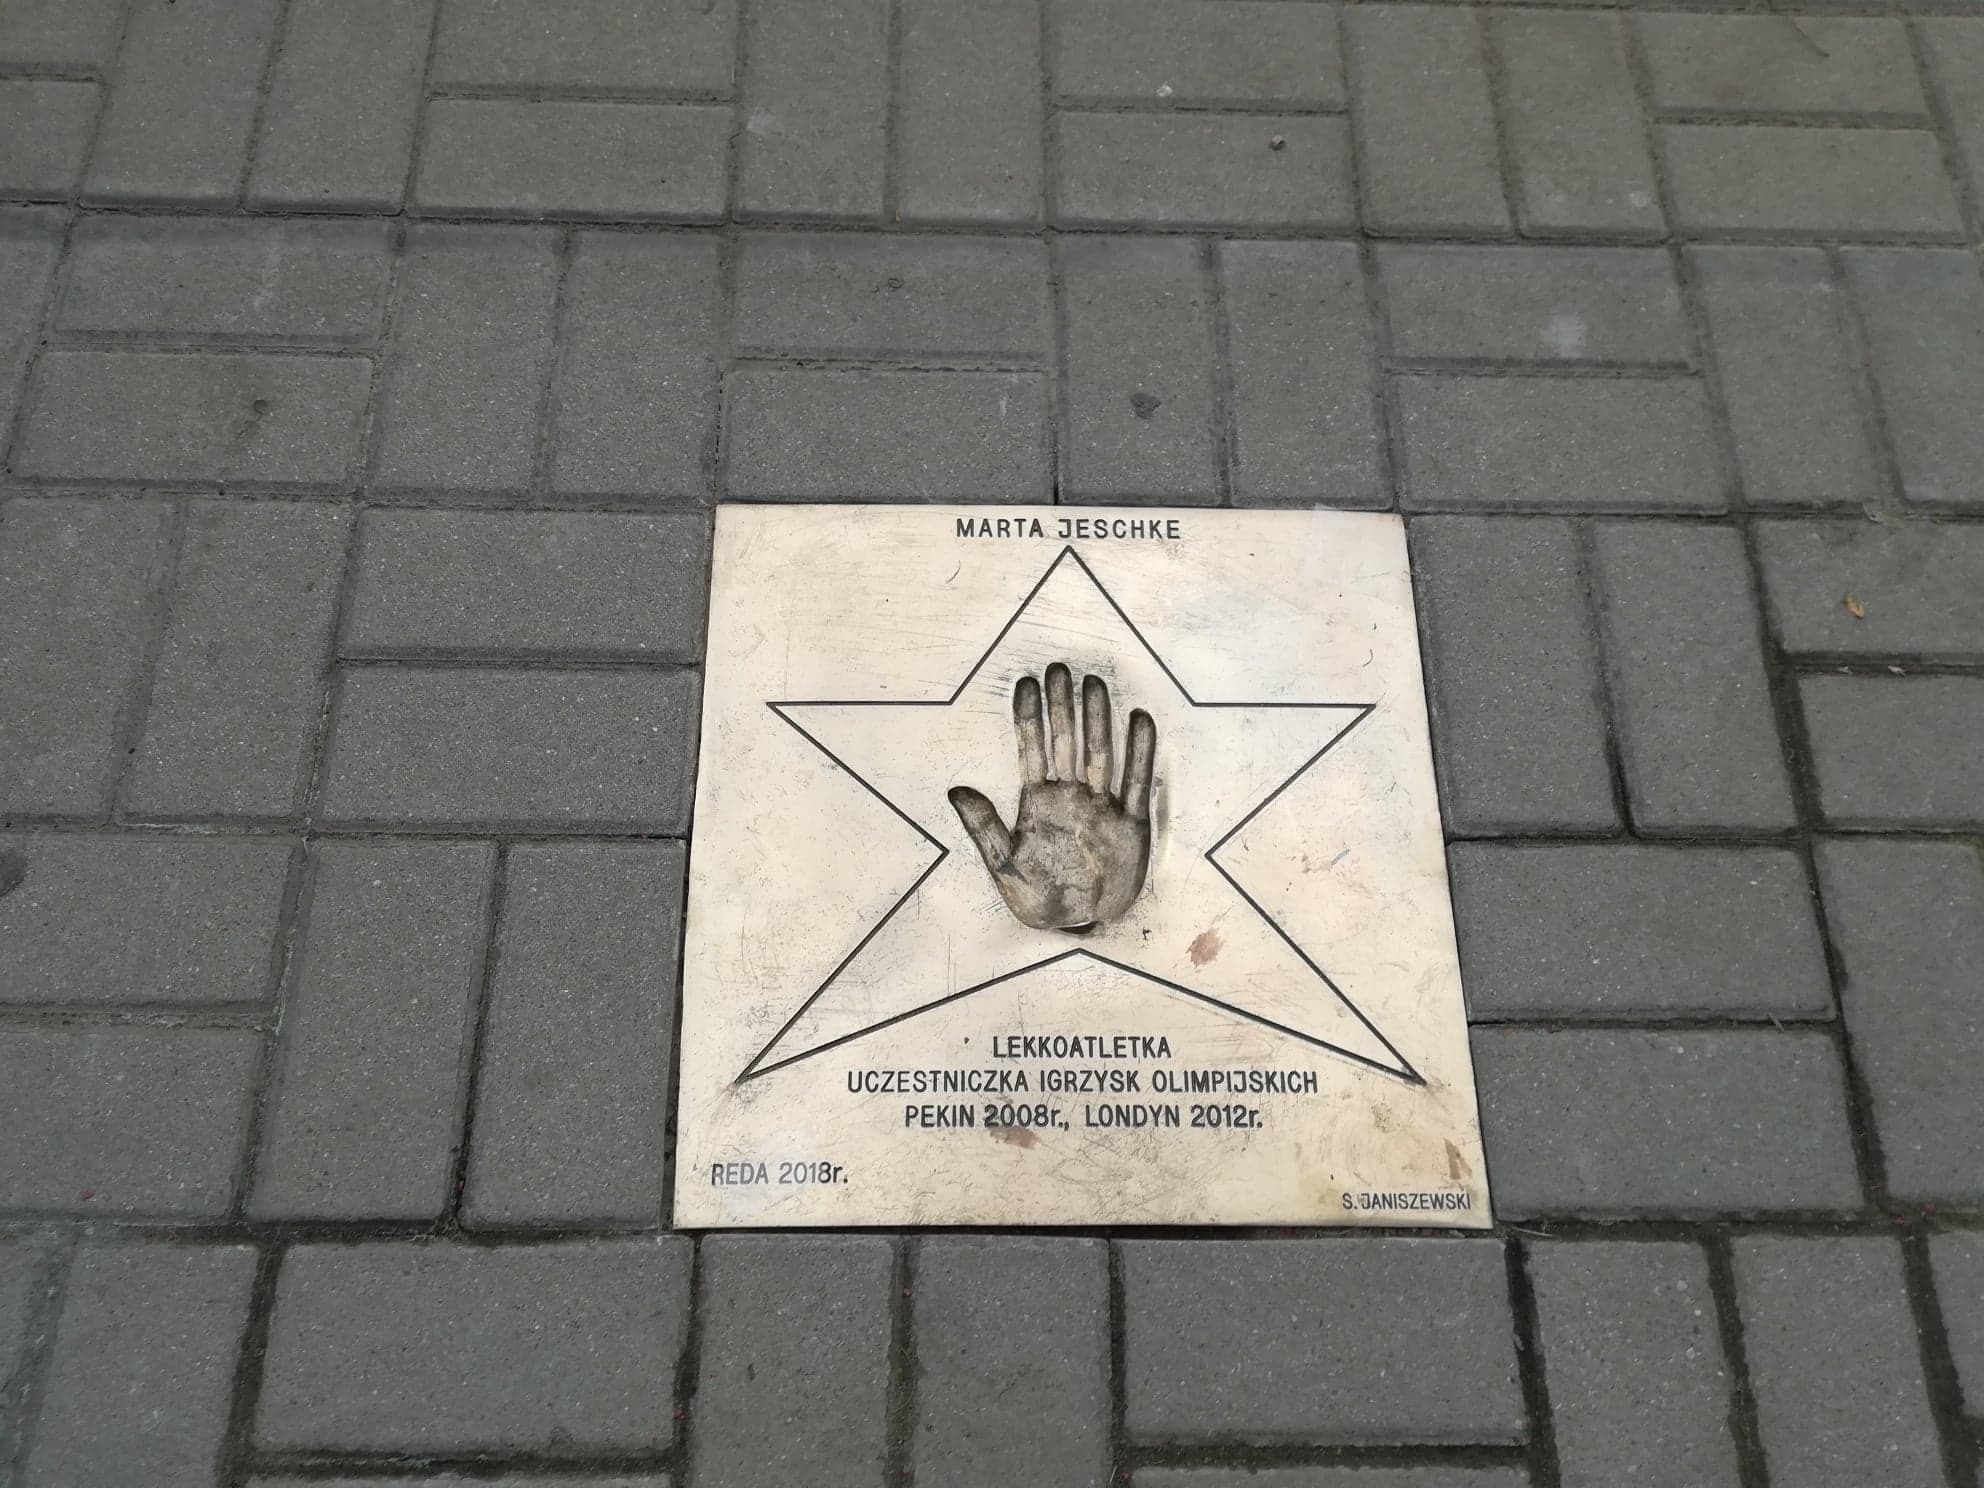 MARTA JESCHKE
LEKKOATLETKA
UCZESTNICZKA IGRZYSK OLIMPIJSKICH
PEKIN 2008r., LONDYN 2012r.
REDA 2018r.
S. JANISZEWSKI